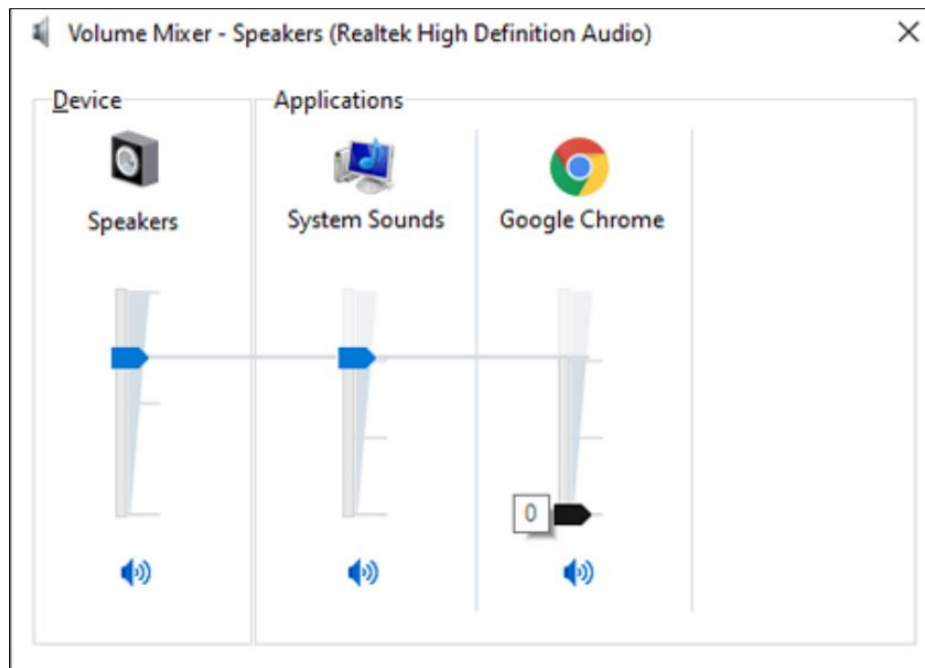 Volume Mixer - Speakers (Realtek High Definition Audio)
Device
Applications
Speakers
System Sounds
Google Chrome
0